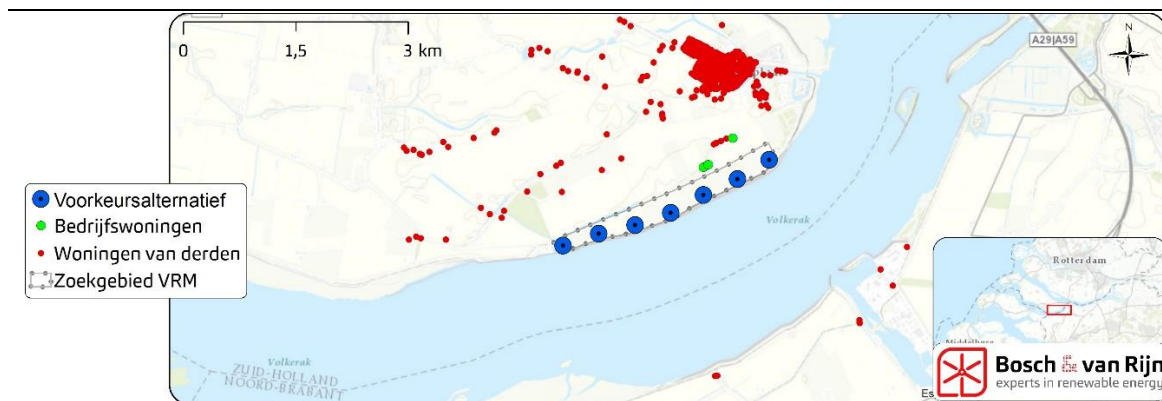 0 1,5 3 km
A29|A59
N
Voorkeursalternatief
Bedrijfswoningen
Woningen van derden
Zoekgebied VRM
Volkerak
Volkerak
ZUID-HOLLAND
NOORD-BRABANT
Rotterdam
Middelburg
Bosch & van Rijn
experts in renewable energy
Es